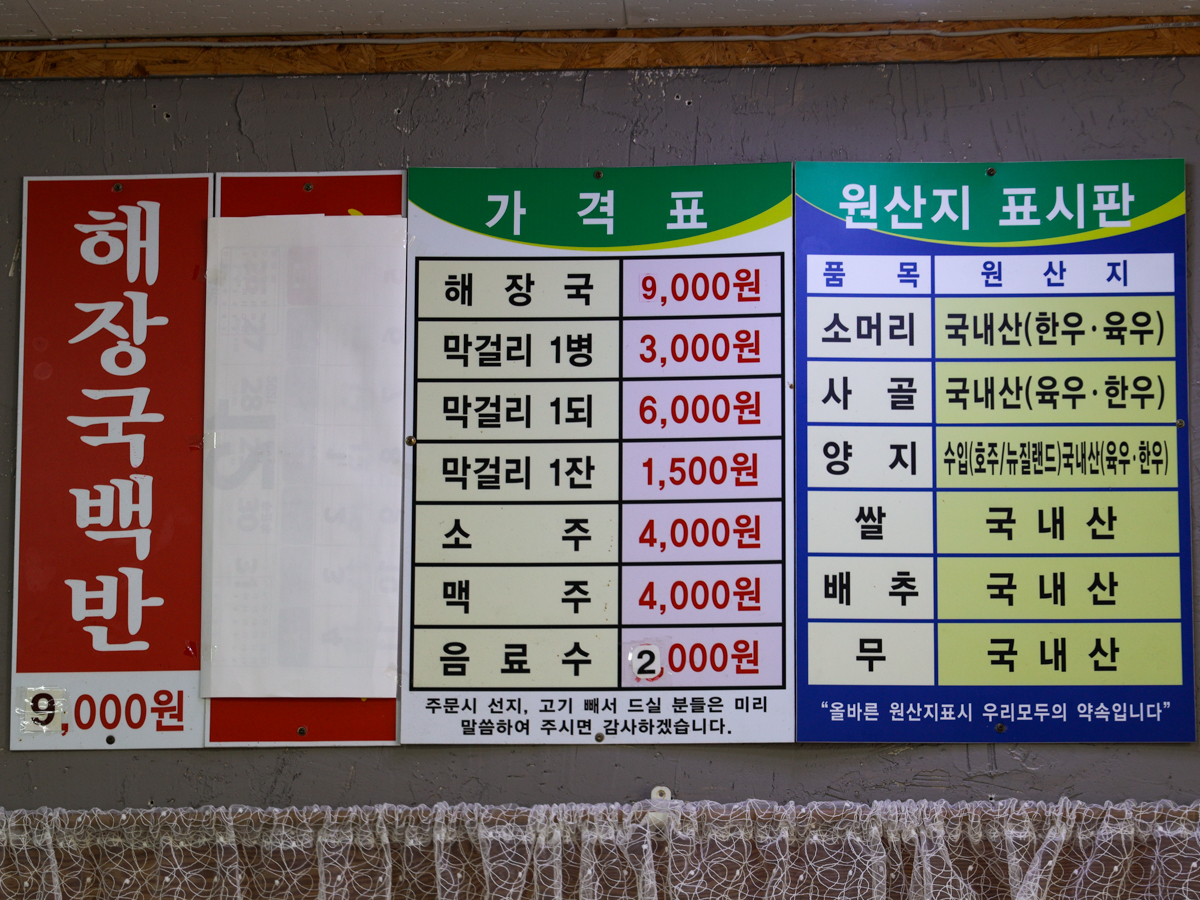 해장국백반
9,000원
가 격 표
해 장 국 9,000원
막걸리 1병 3,000원
막걸리 1되 6,000원
막걸리 1잔 1,500원
소 주 4,000원
맥 주 4,000원
음 료 수 2,000원
주문시 선지, 고기 빼서 드실 분들은 미리
말씀하여 주시면 감사하겠습니다.
원산지 표시판
품 목 원 산 지
소머리 국내산(한우·육우)
사 골 국내산(육우·한우)
양 지 수입(호주/뉴질랜드)국내산(육우·한우)
쌀 국 내 산
배 추 국 내 산
무 국 내 산
“올바른 원산지표시 우리모두의 약속입니다”